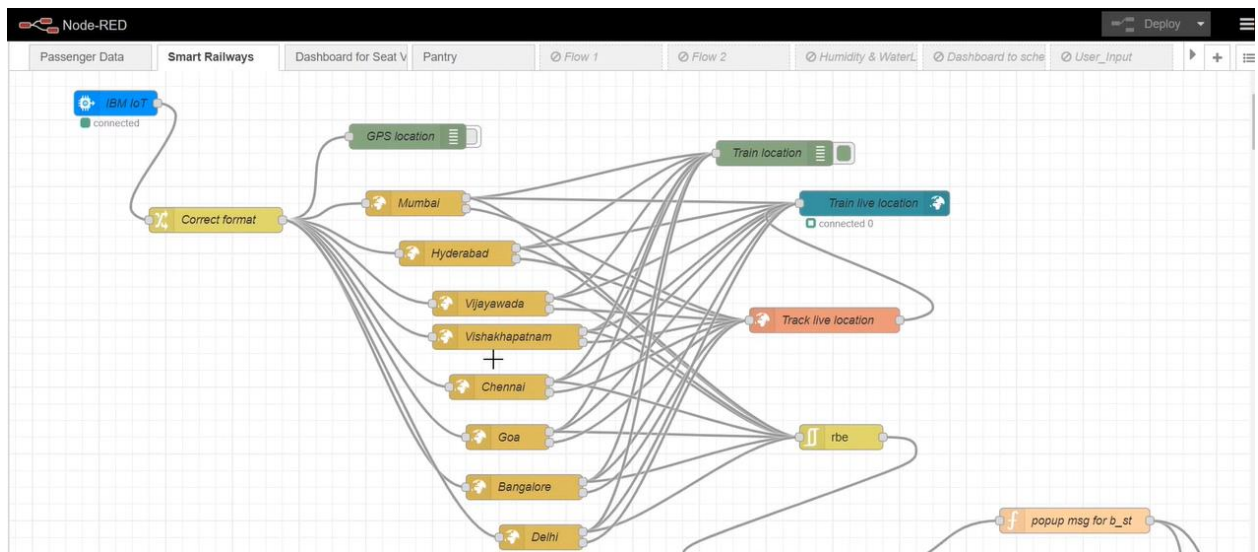 Node-RED
Deploy
Passenger Data
Smart Railways
Dashboard for Seat V
Pantry
Flow 1
Flow 2
Humidity & WaterL
Dashboard to sche
User_Input
IBM IoT
connected
GPS location
Train location
Mumbai
Train live location
connected 0
Correct format
Hyderabad
Vijayawada
Track live location
Vishakhapatnam
Chennai
Goa
rbe
Bangalore
popup msg for b_st
Delhi